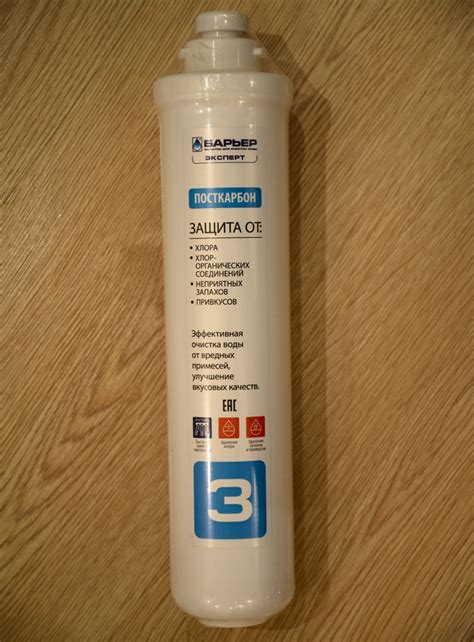 БАРЬЕР
ЭКСПЕРТ
ПОСТКАРБОН
ЗАЩИТА ОТ:
• ХЛОРА
• ХЛОР-
ОРГАНИЧЕСКИХ
СОЕДИНЕНИЙ
• НЕПРИЯТНЫХ
ЗАПАХОВ
• ПРИВКУСОВ
Эффективная
очистка воды
от вредных
примесей,
улучшение
вкусовых качеств.
ЕАС
3